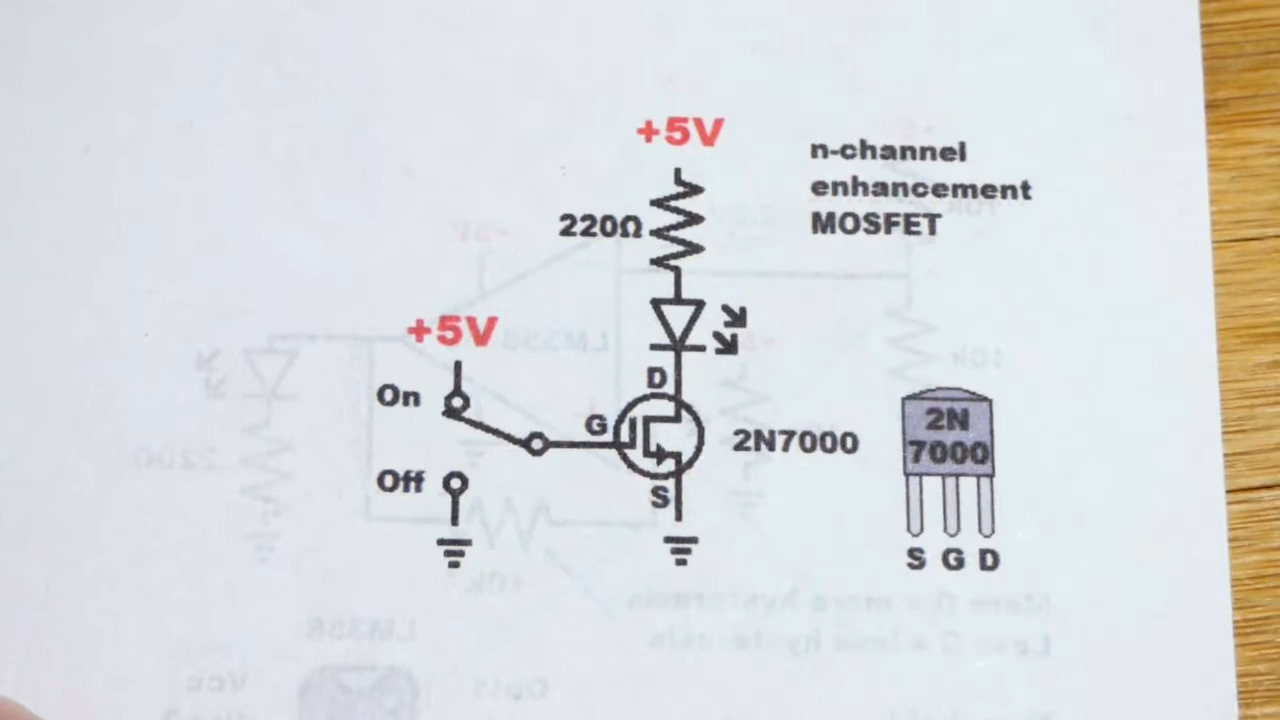 +5V
n-channel
enhancement
MOSFET
220Ω
+5V
On
D
G
2N7000
Off
S
2N
7000
S G D